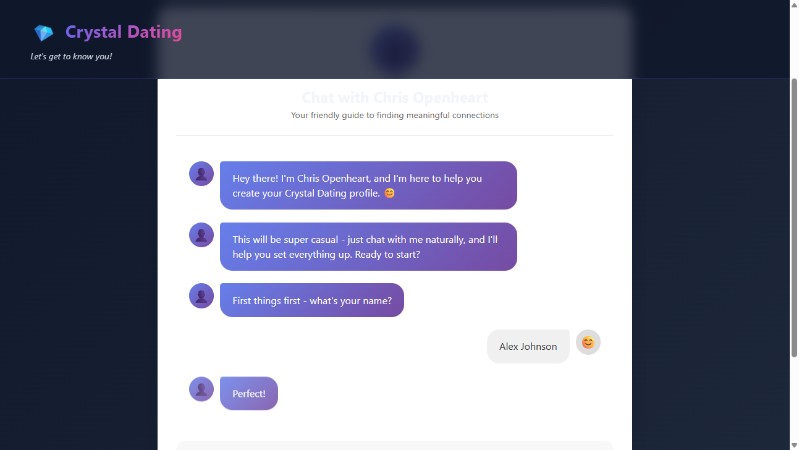 Crystal Dating
Let's get to know you!
Chat with Chris Openheart
Your friendly guide to finding meaningful connections
Hey there! I'm Chris Openheart, and I'm here to help you
create your Crystal Dating profile. 😊
This will be super casual - just chat with me naturally, and I'll
help you set everything up. Ready to start?
First things first - what's your name?
Alex Johnson
Perfect!